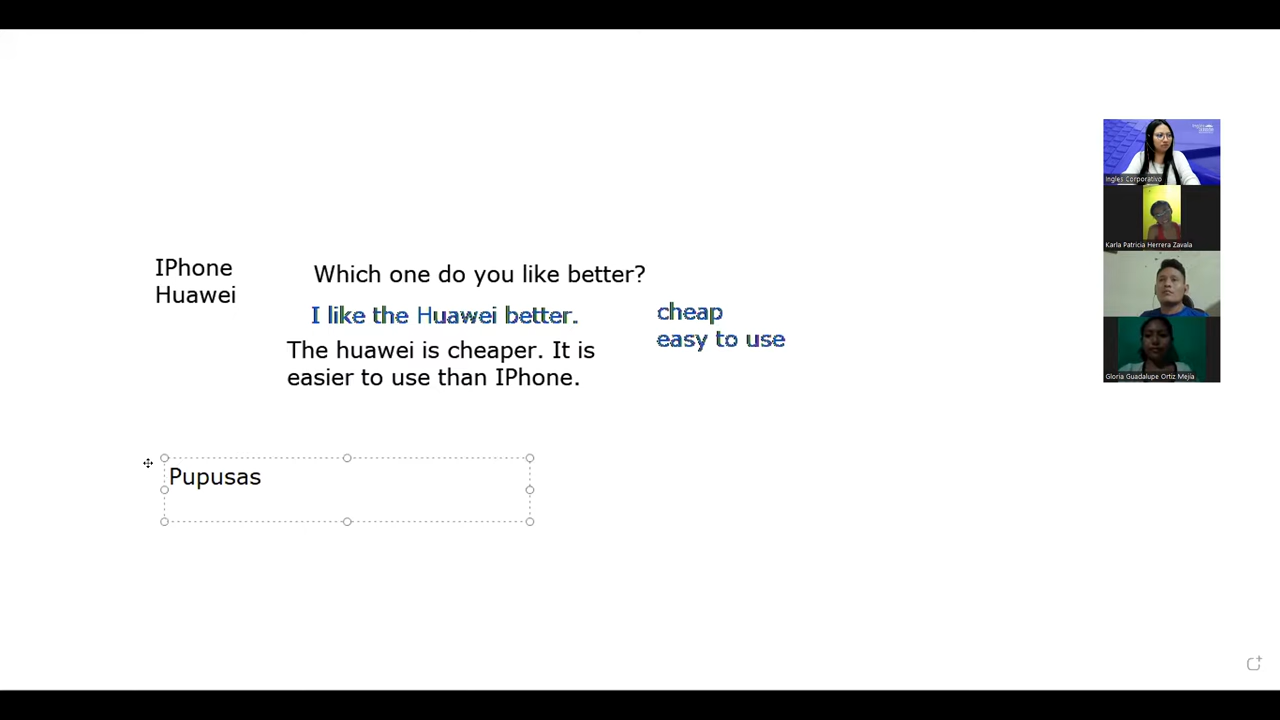 IPhone
Huawei
Which one do you like better?
I like the Huawei better.
The huawei is cheaper. It is
easier to use than IPhone.
cheap
easy to use
Pupusas
Ingles Corporativo
Karla Patricia Herrera Zavala
Gloria Guadalupe Ortiz Mejía